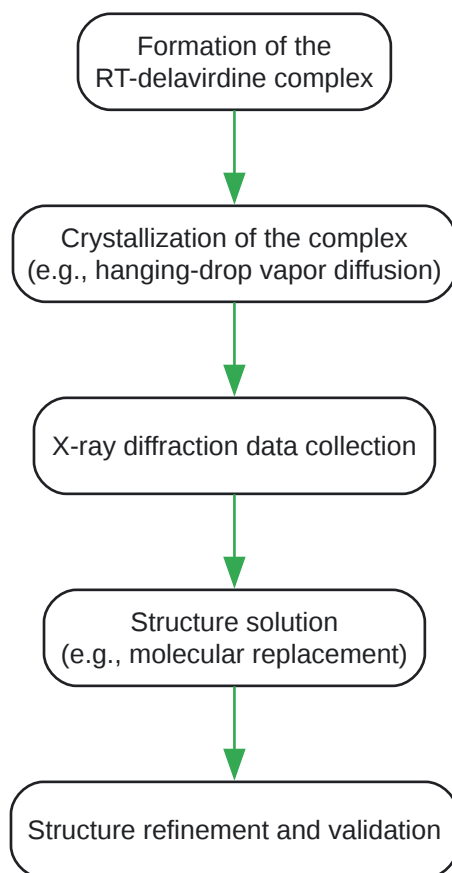 Formation of the
RT-delavirdine complex
Crystallization of the complex
(e.g., hanging-drop vapor diffusion)
X-ray diffraction data collection
Structure solution
(e.g., molecular replacement)
Structure refinement and validation